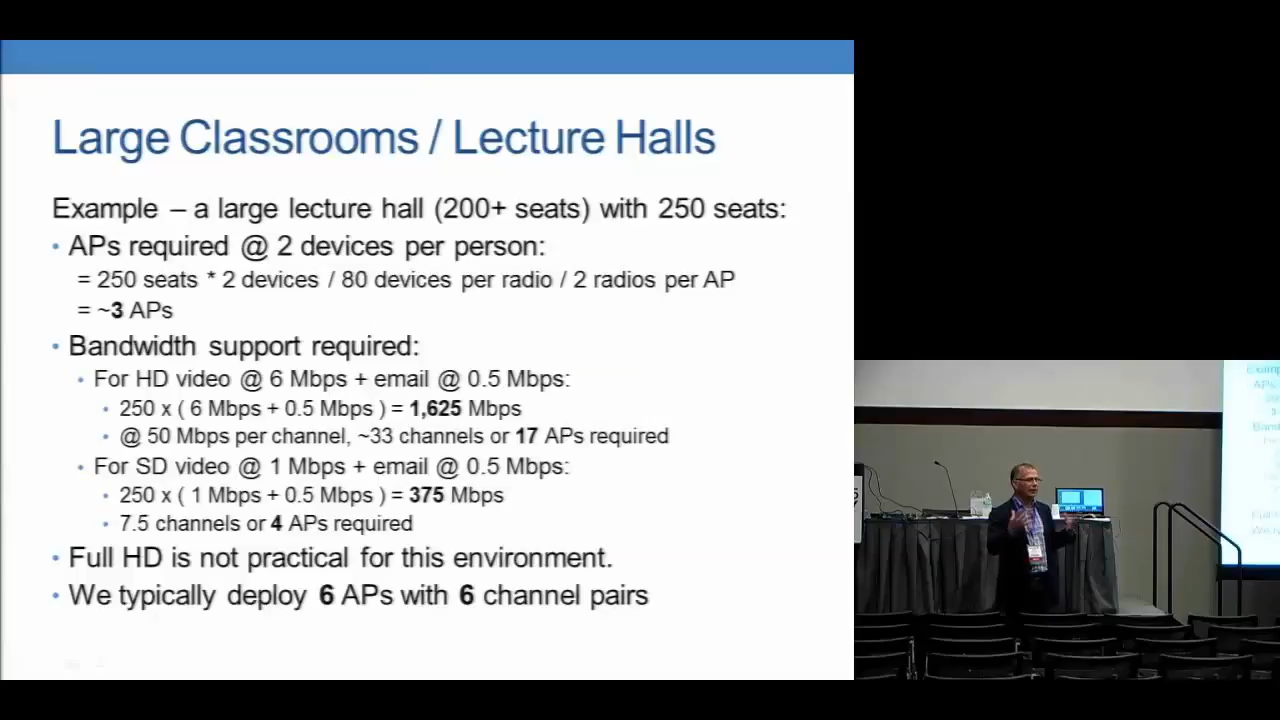 Large Classrooms / Lecture Halls
Example – a large lecture hall (200+ seats) with 250 seats:
• APs required @ 2 devices per person:
= 250 seats * 2 devices / 80 devices per radio / 2 radios per AP
= ~3 APs
• Bandwidth support required:
• For HD video @ 6 Mbps + email @ 0.5 Mbps:
• 250 x ( 6 Mbps + 0.5 Mbps ) = 1,625 Mbps
• @ 50 Mbps per channel, ~33 channels or 17 APs required
• For SD video @ 1 Mbps + email @ 0.5 Mbps:
• 250 x ( 1 Mbps + 0.5 Mbps ) = 375 Mbps
• 7.5 channels or 4 APs required
• Full HD is not practical for this environment.
• We typically deploy 6 APs with 6 channel pairs